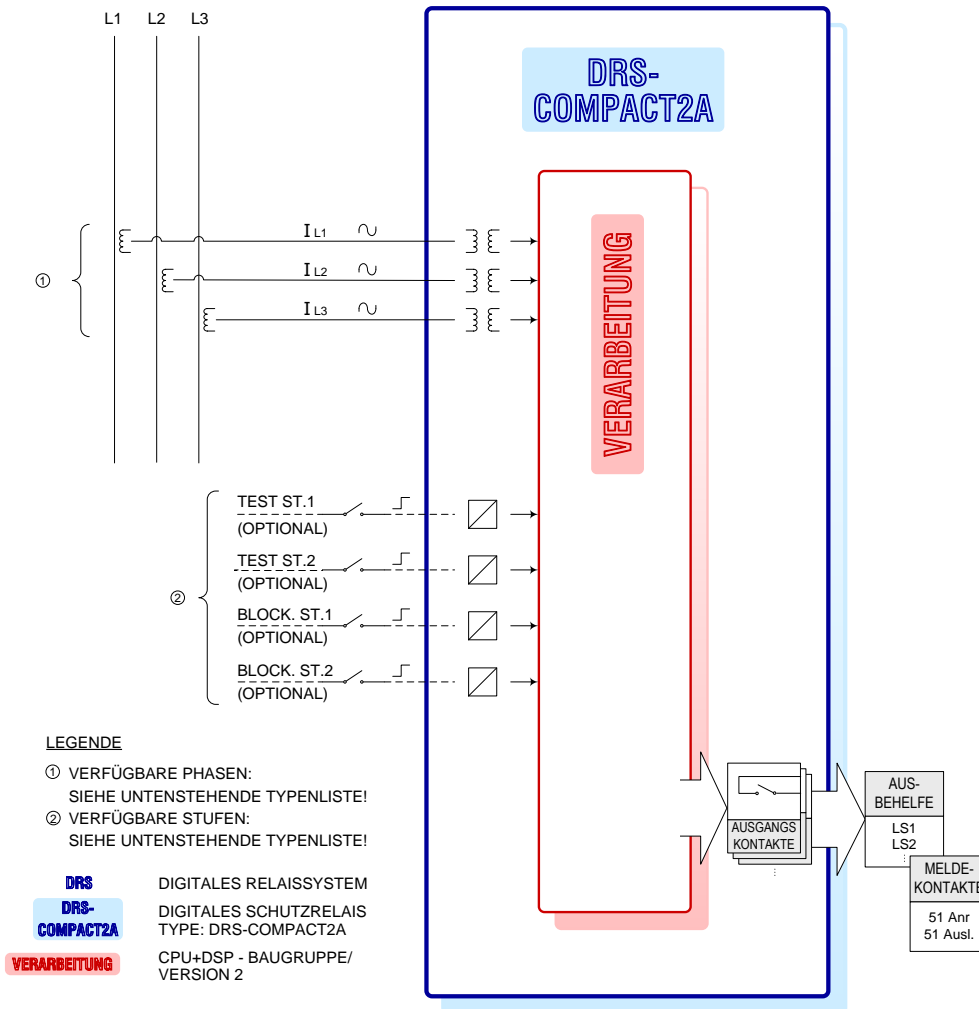 L1 L2 L3
DRS-
COMPACT2A
VERARBEITUNG
I L1
I L2
I L3
①
TEST ST.1
(OPTIONAL)
TEST ST.2
(OPTIONAL)
②
BLOCK. ST.1
(OPTIONAL)
BLOCK. ST.2
(OPTIONAL)
LEGENDE
① VERFÜGBARE PHASEN:
SIEHE UNTENSTEHENDE TYPENLISTE!
② VERFÜGBARE STUFEN:
SIEHE UNTENSTEHENDE TYPENLISTE!
DRS DIGITALES RELAISSYSTEM
DRS-
COMPACT2A
DIGITALES SCHUTZRELAIS
TYPE: DRS-COMPACT2A
VERARBEITUNG
CPU+DSP - BAUGRUPPE/
VERSION 2
AUSGANGS
KONTAKTE
AUS-
BEHELFE
LS1
LS2
MELDE-
KONTAKTE
51 Anr
51 Ausl.